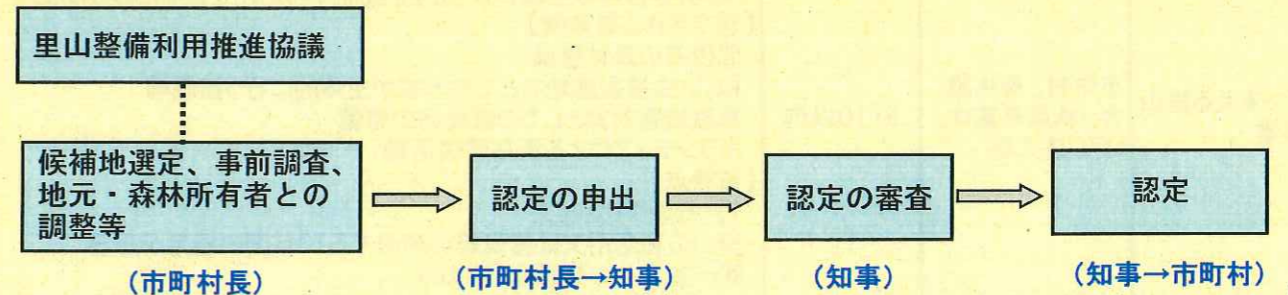 里山整備利用推進協議
候補地選定、事前調査、
地元・森林所有者との
調整等
認定の申出
認定の審査
認定
（市町村長）
（市町村長→知事）
（知事）
（知事→市町村）